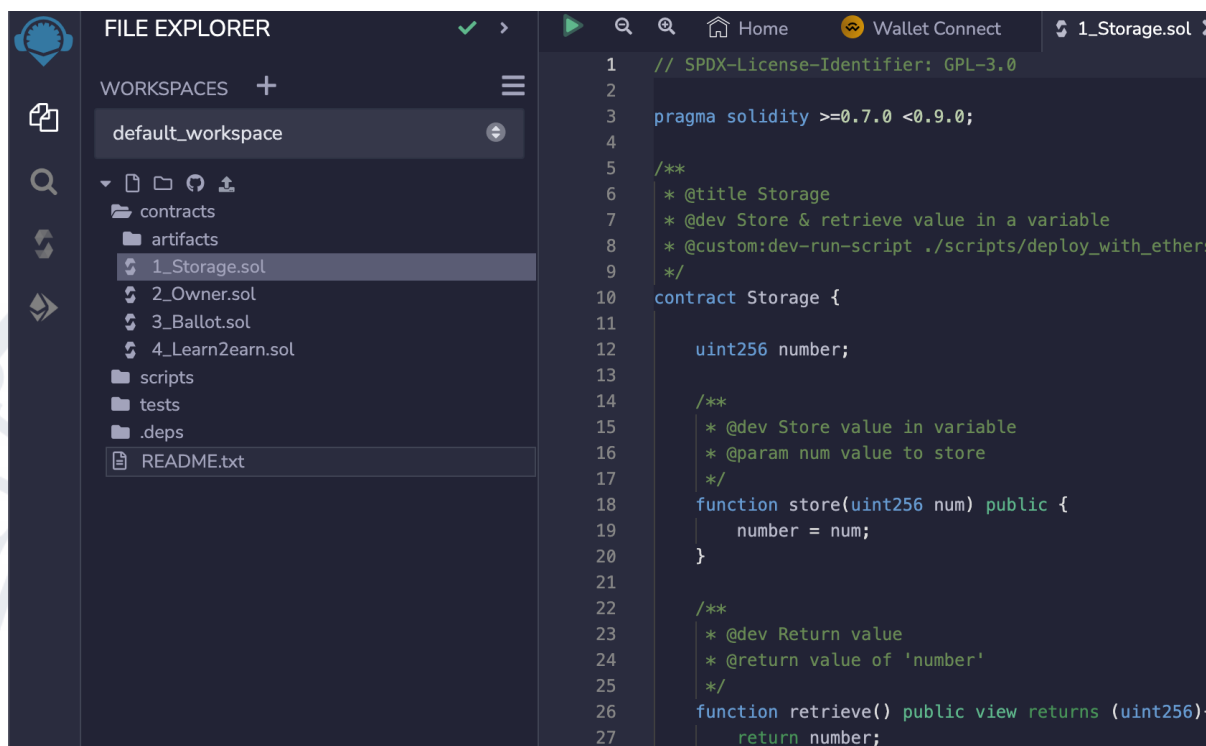 FILE EXPLORER
WORKSPACES
default_workspace
contracts
artifacts
1_Storage.sol
2_Owner.sol
3_Ballot.sol
4_Learn2earn.sol
scripts
tests
.deps
README.txt
Home
Wallet Connect
1_Storage.sol
1 // SPDX-License-Identifier: GPL-3.0
2
3 pragma solidity >=0.7.0 <0.9.0;
4
5 /**
6 * @title Storage
7 * @dev Store & retrieve value in a variable
8 * @custom:dev-run-script ./scripts/deploy_with_ethers
9 */
10 contract Storage {
11
12 uint256 number;
13
14 /**
15 * @dev Store value in variable
16 * @param num value to store
17 */
18 function store(uint256 num) public {
19 number = num;
20 }
21
22 /**
23 * @dev Return value
24 * @return value of 'number'
25 */
26 function retrieve() public view returns (uint256){
27 return number;